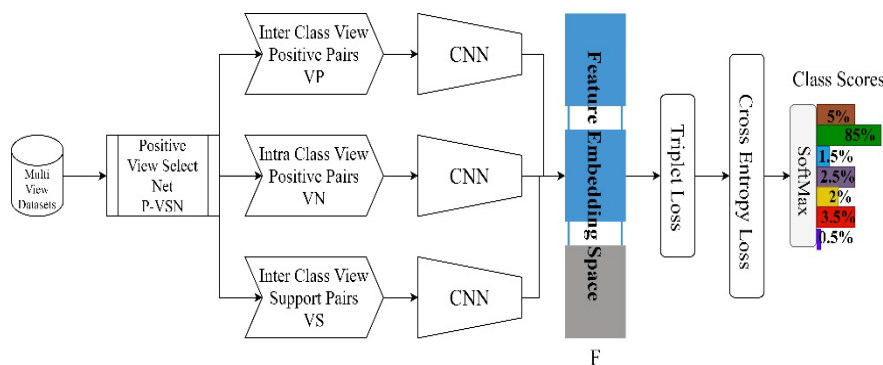 Multi
View
Datasets
Positive
View Select
Net
P-VSN
Inter Class View
Positive Pairs
VP
CNN
Intra Class View
Positive Pairs
VN
CNN
Inter Class View
Support Pairs
VS
CNN
Feature Embedding Space
F
Triplet Loss
Cross Entropy Loss
SoftMax
Class Scores
5%
85%
1.5%
2.5%
2%
3.5%
0.5%